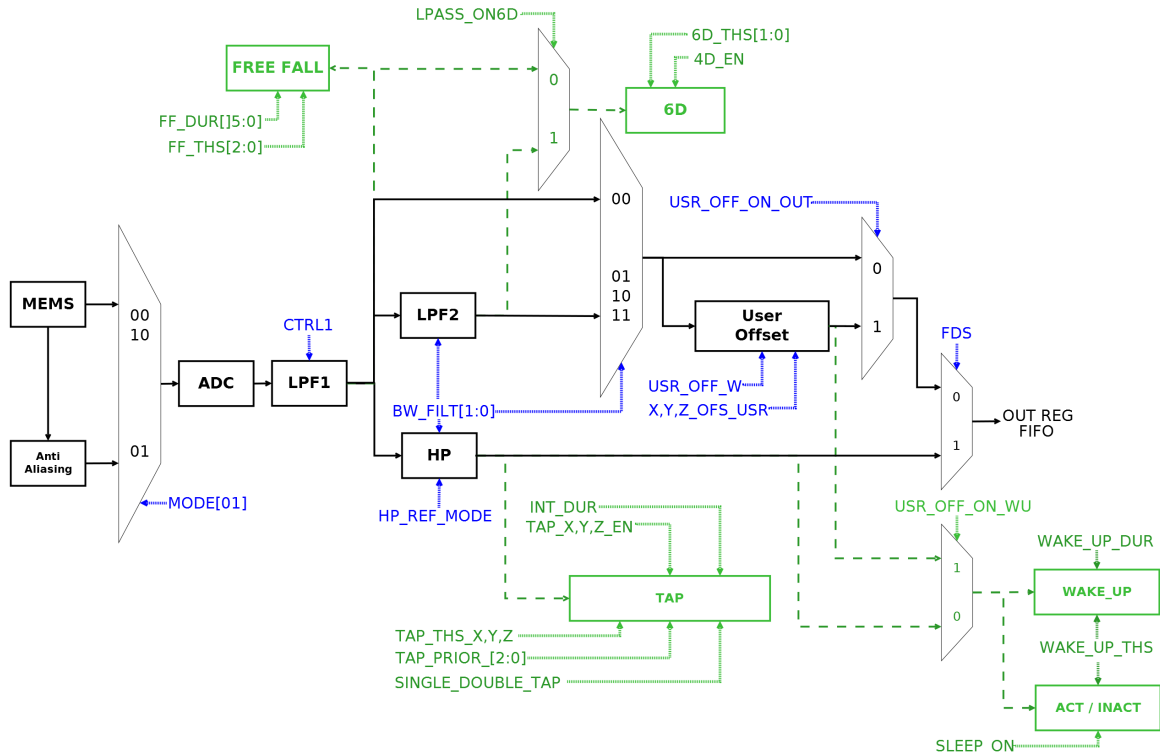 LPASS_ON6D
6D_THS[1:0]
4D_EN
FREE FALL
0
1
6D
FF_DUR[]5:0]
FF_THS[2:0]
00
01
10
11
USR_OFF_ON_OUT
0
1
MEMS
00
10
01
Anti
Aliasing
MODE[01]
ADC
CTRL1
LPF1
LPF2
BW_FILT[1:0]
HP
HP_REF_MODE
User
Offset
USR_OFF_W
X,Y,Z_OFS_USR
FDS
0
1
OUT REG
FIFO
INT_DUR
TAP_X,Y,Z_EN
TAP
TAP_THS_X,Y,Z
TAP_PRIOR_[2:0]
SINGLE_DOUBLE_TAP
USR_OFF_ON_WU
1
0
WAKE_UP_DUR
WAKE_UP
WAKE_UP_THS
ACT / INACT
SLEEP_ON